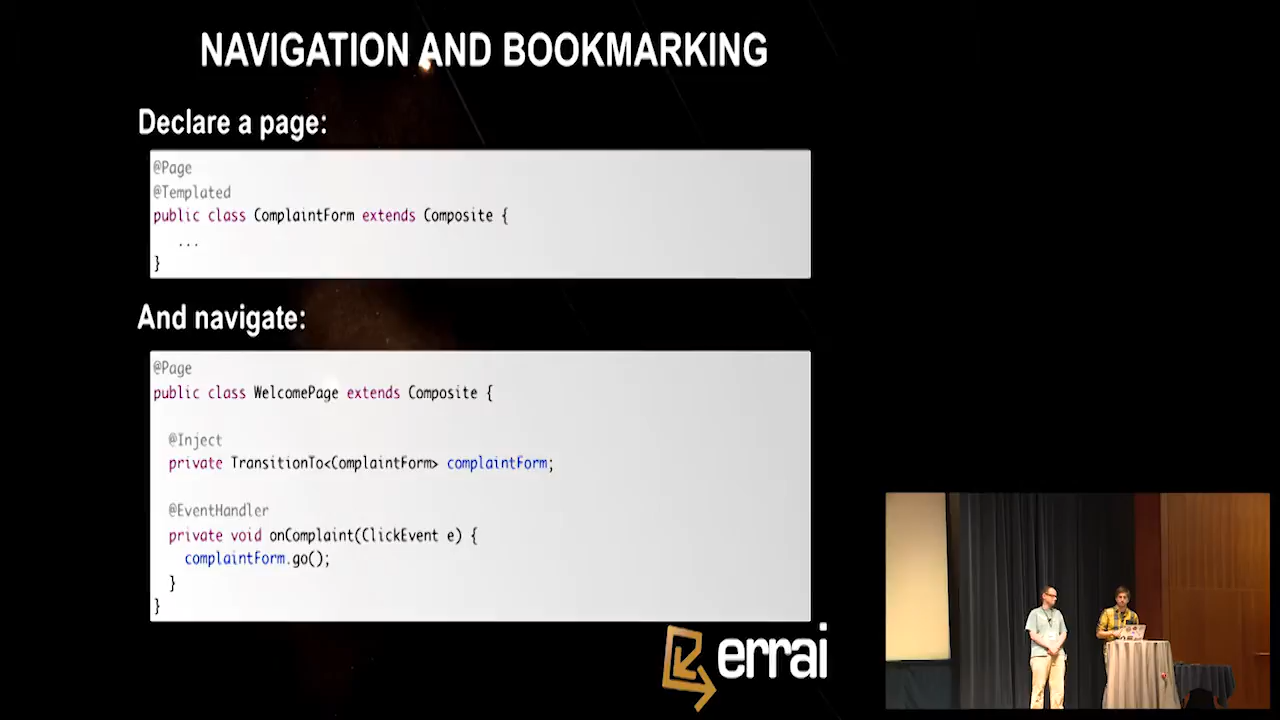 NAVIGATION AND BOOKMARKING
Declare a page:
@Page
@Templated
public class ComplaintForm extends Composite {
...
}
And navigate:
@Page
public class WelcomePage extends Composite {
@Inject
private TransitionTo<ComplaintForm> complaintForm;
@EventHandler
private void onComplaint(ClickEvent e) {
complaintForm.go();
}
}
errai